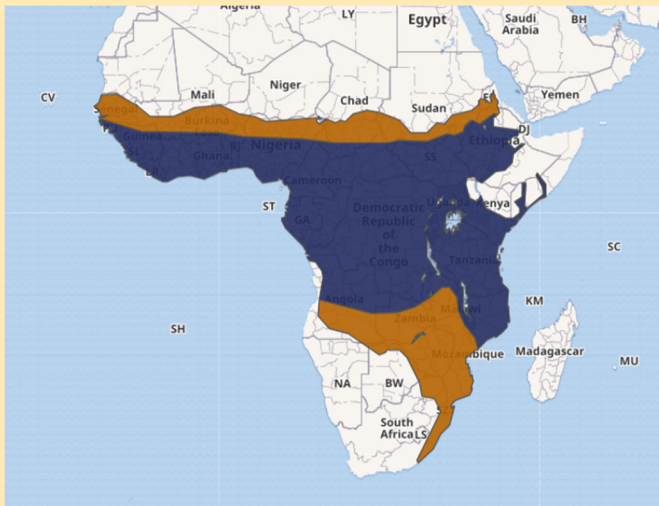 Algeria
LY
Egypt
Saudi
Arabia
BH
CV
Mali
Niger
Chad
Sudan
Yemen
Senegal
Burkina
Guinea
Ghana
BJ
Nigeria
SS
Ethiopia
DJ
Cameroon
ST
GA
Democratic
Republic
of
the
Congo
Kenya
Tanzania
SC
Angola
Zambia
Malawi
KM
SH
Mozambique
Madagascar
MU
NA
BW
South
Africa
LS